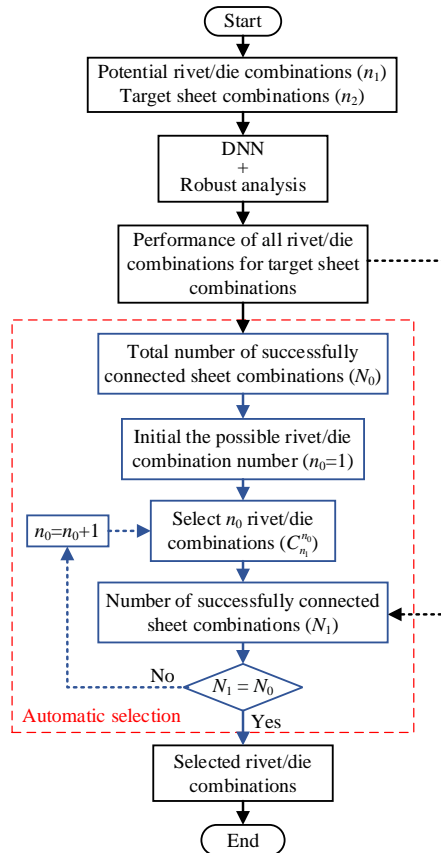 Start
Potential rivet/die combinations (n₁)
Target sheet combinations (n₂)
DNN
+
Robust analysis
Performance of all rivet/die
combinations for target sheet
combinations
Total number of successfully
connected sheet combinations (N₀)
Initial the possible rivet/die
combination number (n₀=1)
n₀=n₀+1
Select n₀ rivet/die
combinations (C_{n₁}^{n₀})
Number of successfully connected
sheet combinations (N₁)
No
N₁ = N₀
Automatic selection
Yes
Selected rivet/die
combinations
End